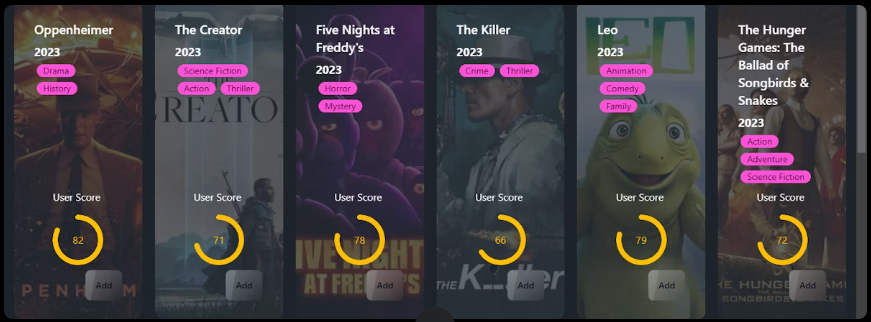 Oppenheimer
2023
Drama
History
User Score
82
Add
PENH M
The Creator
2023
Science Fiction
Action Thriller
REATO
User Score
71
Add
Five Nights at
Freddy's
2023
Horror
Mystery
User Score
78
IVE NIGHT
AT FREDDY'S
Add
The Killer
2023
Crime Thriller
User Score
66
Add
THE K ller
Leo
2023
Animation
Comedy
Family
User Score
79
Add
The Hunger
Games: The
Ballad of
Songbirds &
Snakes
2023
Action
Adventure
Science Fiction
User Score
72
Add
HE HUNGER
SONGBIRDS